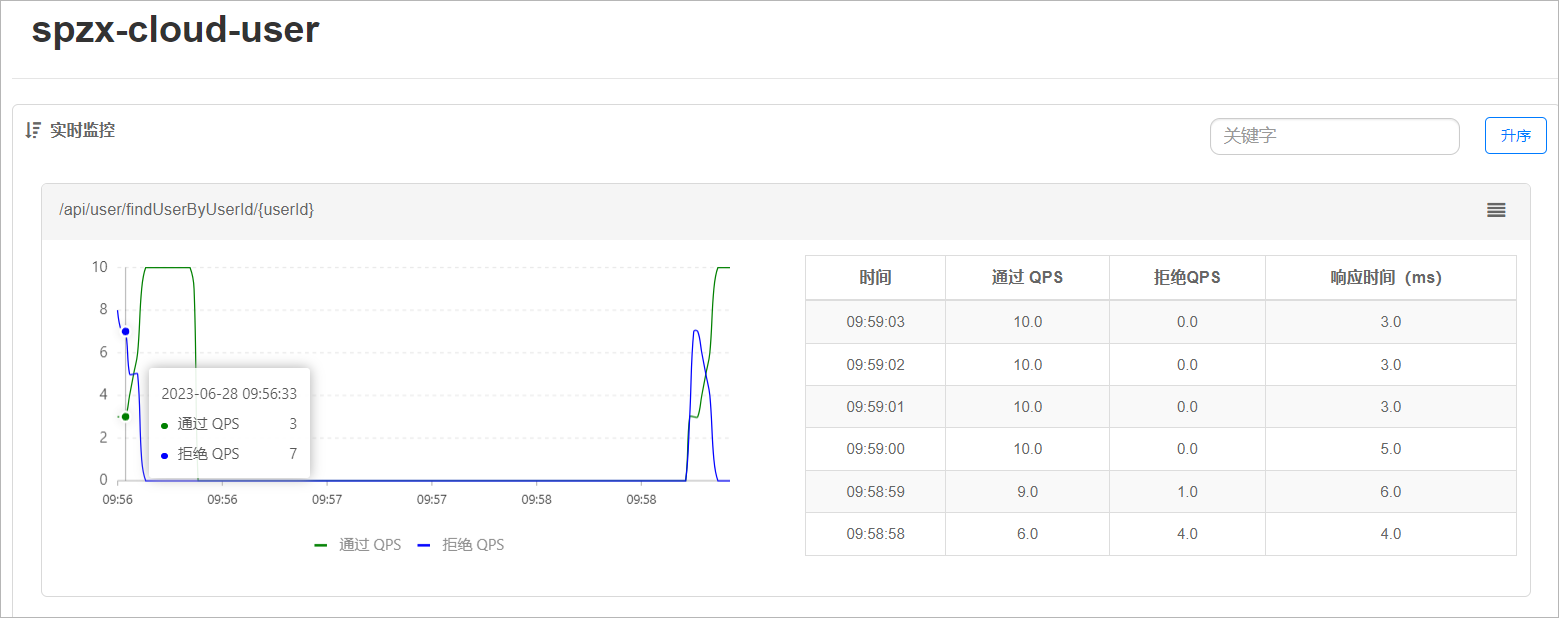 spzx-cloud-user
实时监控
关键字
升序
/api/user/findUserByUserId/{userId}
10
8
6
4
2
0
09:56 09:56 09:57 09:57 09:58 09:58
2023-06-28 09:56:33
通过 QPS 3
拒绝 QPS 7
通过 QPS 拒绝 QPS
时间 通过 QPS 拒绝QPS 响应时间（ms）
09:59:03 10.0 0.0 3.0
09:59:02 10.0 0.0 3.0
09:59:01 10.0 0.0 3.0
09:59:00 10.0 0.0 5.0
09:58:59 9.0 1.0 6.0
09:58:58 6.0 4.0 4.0